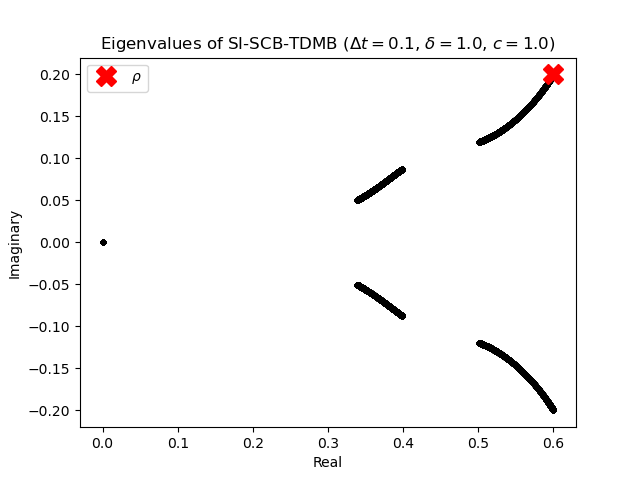 Eigenvalues of SI-SCB-TDMB (Δt = 0.1, δ = 1.0, c = 1.0)
ρ
0.20
0.15
0.10
0.05
0.00
−0.05
−0.10
−0.15
−0.20
Imaginary
0.0 0.1 0.2 0.3 0.4 0.5 0.6
Real